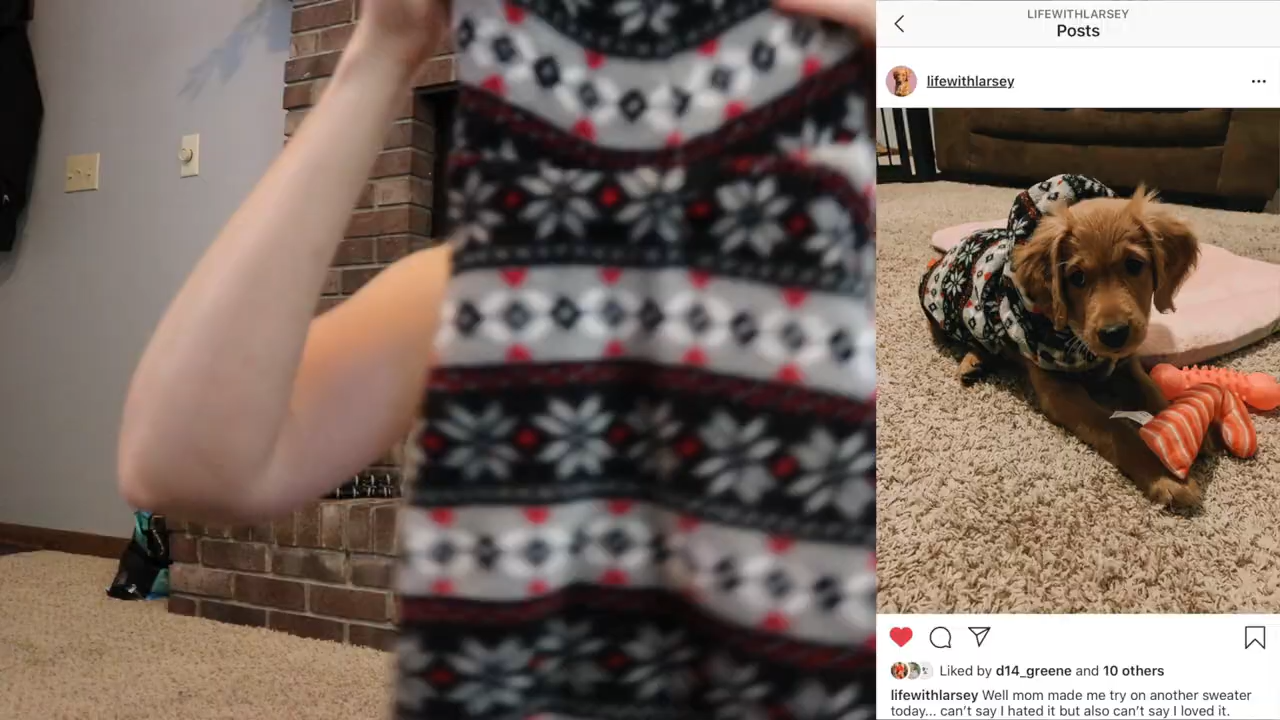 LIFEWITHLARSEY
Posts
lifewithlarsey
Liked by d14_greene and 10 others
lifewithlarsey Well mom made me try on another sweater
today... can't say I hated it but also can't say I loved it.